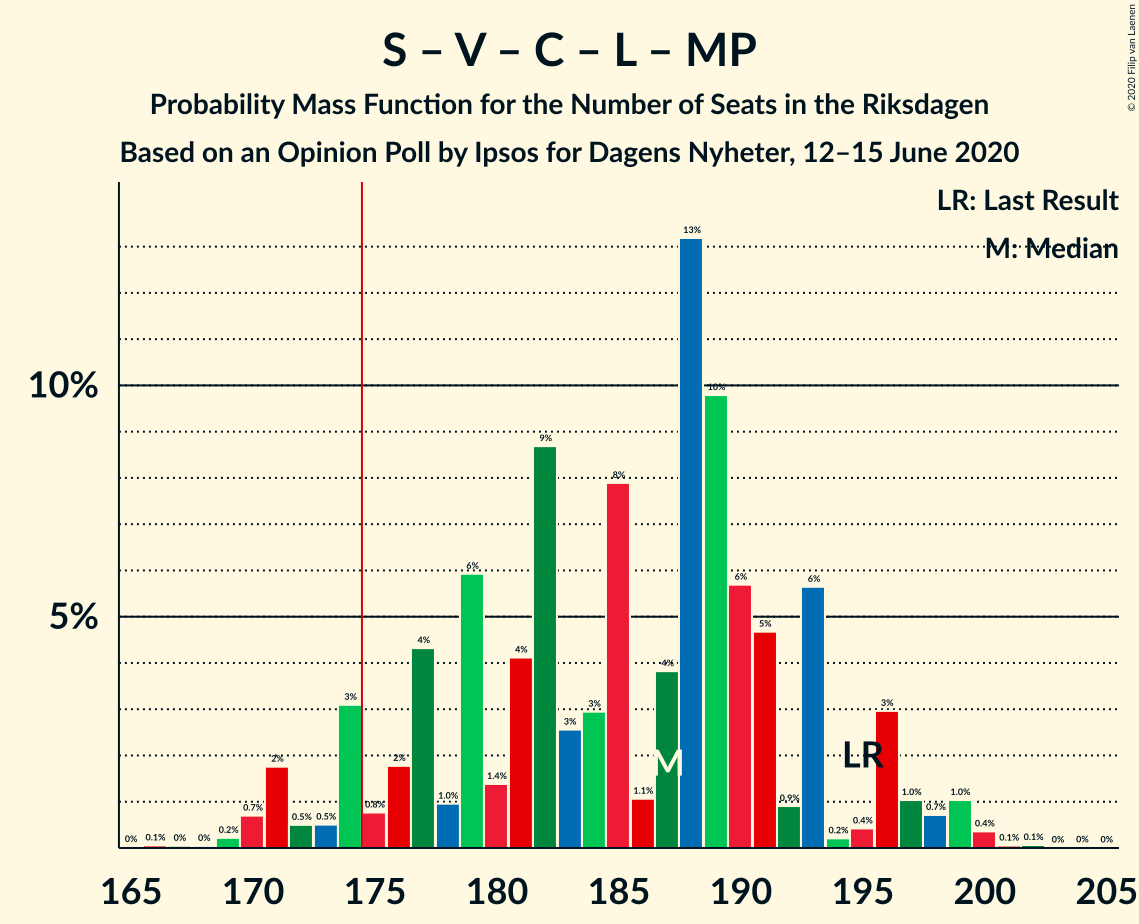 S – V – C – L – MP
Probability Mass Function for the Number of Seats in the Riksdagen
Based on an Opinion Poll by Ipsos for Dagens Nyheter, 12–15 June 2020
© 2020 Filip van Laenen
LR: Last Result
M: Median
10%
5%
0% 0.1% 0% 0% 0.2% 0.7% 2% 0.5% 0.5% 3% 0.8% 2% 4% 1.0% 6% 1.4% 4% 9% 3% 3% 8% 1.1% 4% 13% 10% 6% 5% 0.9% 6% 0.2% 0.4% 3% 1.0% 0.7% 1.0% 0.4% 0.1% 0.1% 0% 0% 0%
M
LR
165 170 175 180 185 190 195 200 205